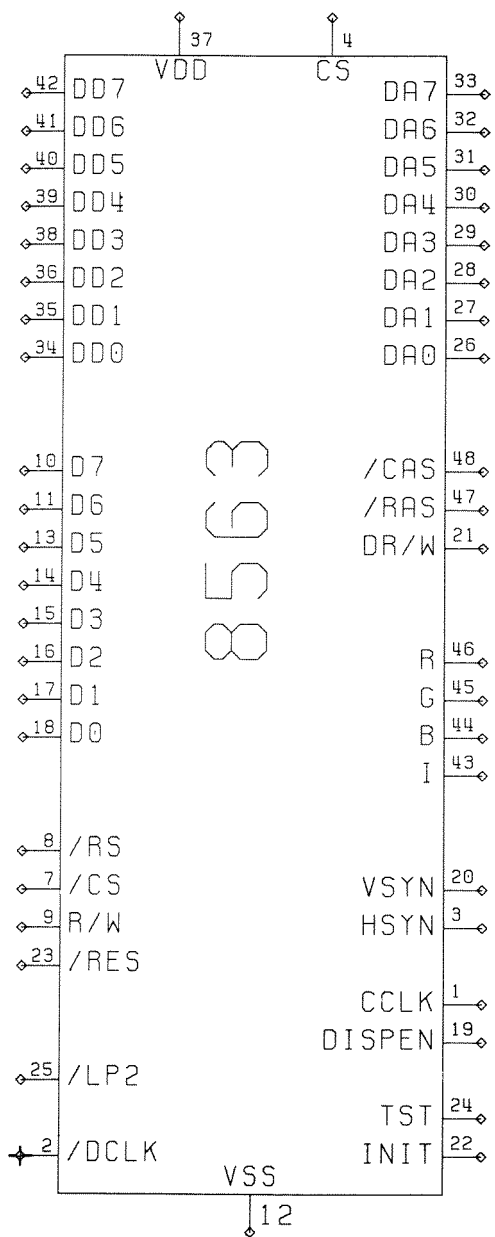 37 4
VDD CS
42 DD7 DA7 33
41 DD6 DA6 32
40 DD5 DA5 31
39 DD4 DA4 30
38 DD3 DA3 29
36 DD2 DA2 28
35 DD1 DA1 27
34 DD0 DA0 26
10 D7 /CAS 48
11 D6 /RAS 47
13 D5 DR/W 21
14 D4
15 D3
16 D2 R 46
17 D1 G 45
18 D0 B 44
I 43
8563
8 /RS
7 /CS VSYN 20
9 R/W HSYN 3
23 /RES
CCLK 1
DISPEN 19
25 /LP2
TST 24
2 /DCLK INIT 22
VSS
12